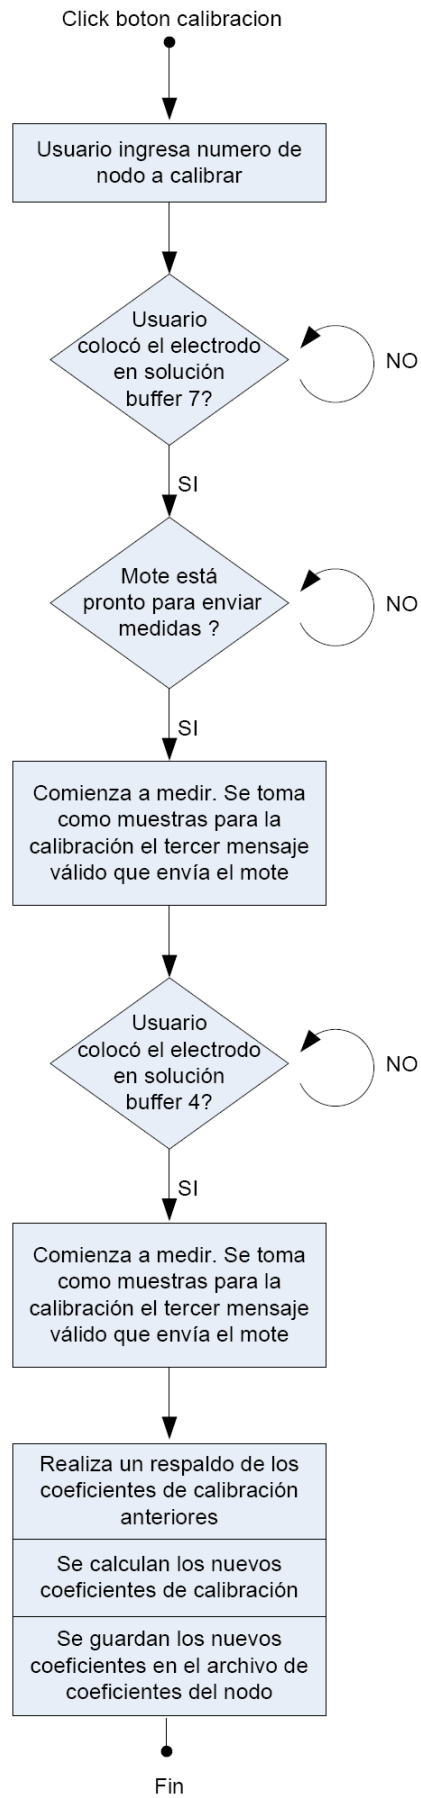 Click boton calibracion
Usuario ingresa numero de
nodo a calibrar
Usuario
colocó el electrodo
en solución
buffer 7?
NO
SI
Mote está
pronto para enviar
medidas ?
NO
SI
Comienza a medir. Se toma
como muestras para la
calibración el tercer mensaje
válido que envía el mote
Usuario
colocó el electrodo
en solución
buffer 4?
NO
SI
Comienza a medir. Se toma
como muestras para la
calibración el tercer mensaje
válido que envía el mote
Realiza un respaldo de los
coeficientes de calibración
anteriores
Se calculan los nuevos
coeficientes de calibración
Se guardan los nuevos
coeficientes en el archivo de
coeficientes del nodo
Fin